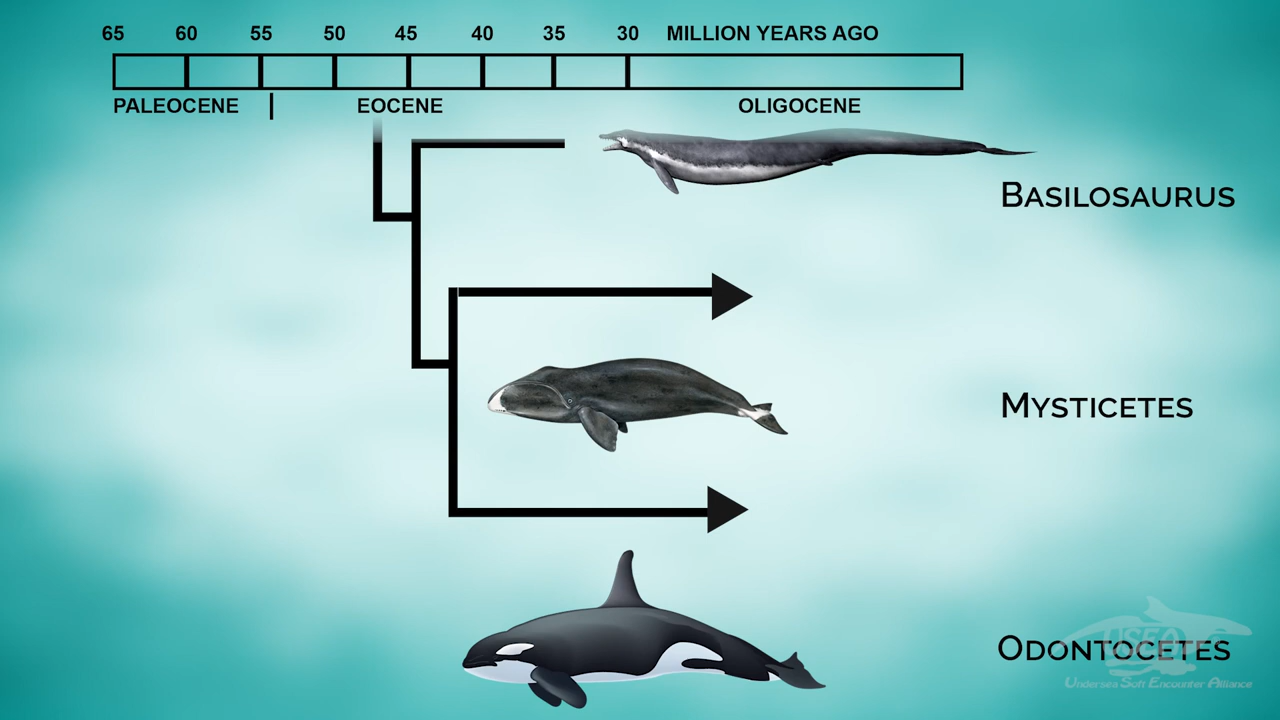 65 60 55 50 45 40 35 30 MILLION YEARS AGO
PALEOCENE | EOCENE OLIGOCENE
BASILOSAURUS
MYSTICETES
ODONTOCETES
USEA
Undersea Soft Encounter Alliance